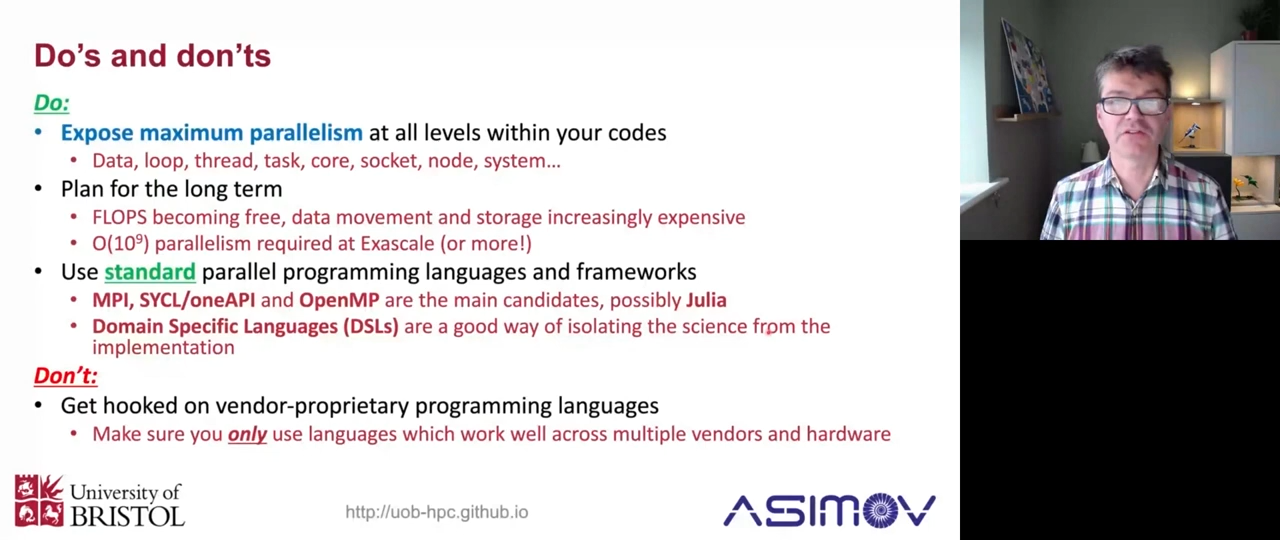 Do’s and don’ts
Do:
• Expose maximum parallelism at all levels within your codes
• Data, loop, thread, task, core, socket, node, system…
• Plan for the long term
• FLOPS becoming free, data movement and storage increasingly expensive
• O(10⁹) parallelism required at Exascale (or more!)
• Use standard parallel programming languages and frameworks
• MPI, SYCL/oneAPI and OpenMP are the main candidates, possibly Julia
• Domain Specific Languages (DSLs) are a good way of isolating the science from the
implementation
Don’t:
• Get hooked on vendor-proprietary programming languages
• Make sure you only use languages which work well across multiple vendors and hardware
University of
BRISTOL
http://uob-hpc.github.io
ASIMOV